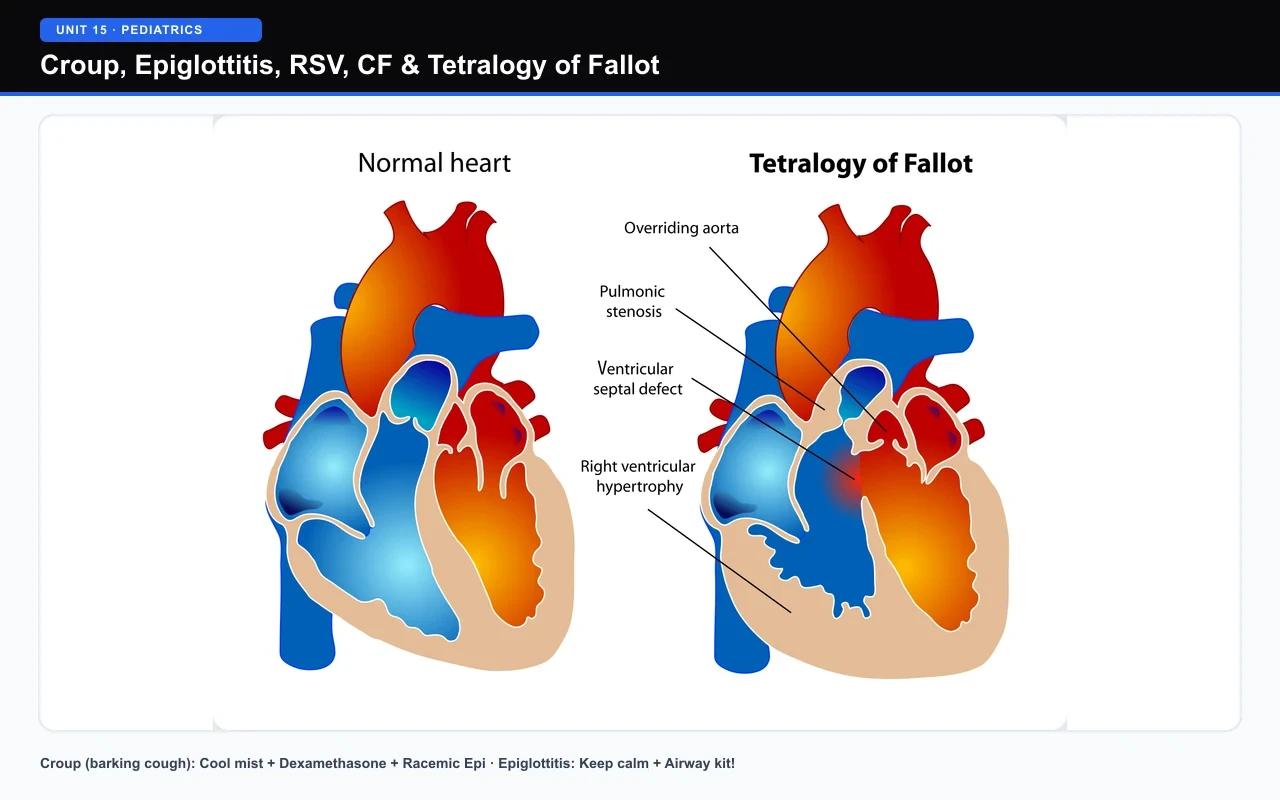 UNIT 15 · PEDIATRICS
Croup, Epiglottitis, RSV, CF & Tetralogy of Fallot
Normal heart
Tetralogy of Fallot
Overriding aorta
Pulmonic
stenosis
Ventricular
septal defect
Right ventricular
hypertrophy
Croup (barking cough): Cool mist + Dexamethasone + Racemic Epi · Epiglottitis: Keep calm + Airway kit!